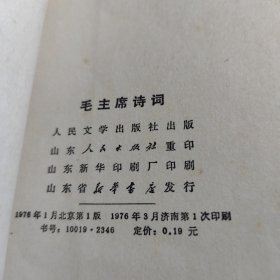 毛主席诗词
人民文学出版社出版
山东人民出版社重印
山东新华印刷厂印刷
山东省新华书店发行
1976年1月北京第1版 1976年3月济南第1次印刷
书号:10019·2346 定价:0.19元